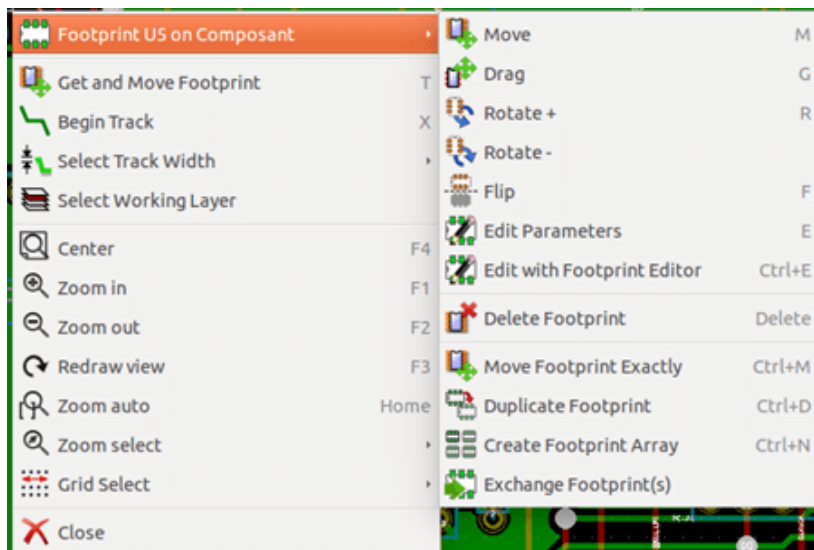 Footprint U5 on Composant
Get and Move Footprint T
Begin Track X
Select Track Width
Select Working Layer
Center F4
Zoom in F1
Zoom out F2
Redraw view F3
Zoom auto Home
Zoom select
Grid Select
Close
Move M
Drag G
Rotate + R
Rotate -
Flip F
Edit Parameters E
Edit with Footprint Editor Ctrl+E
Delete Footprint Delete
Move Footprint Exactly Ctrl+M
Duplicate Footprint Ctrl+D
Create Footprint Array Ctrl+N
Exchange Footprint(s)